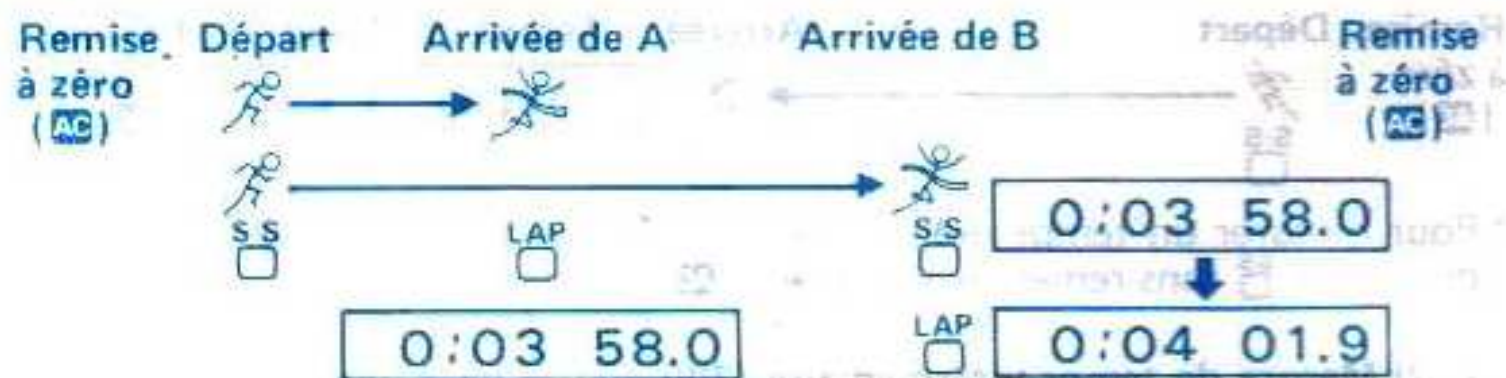 Remise Départ Arrivée de A Arrivée de B Remise
à zéro à zéro
(AC) (AC)
S S LAP S/S 0:03 58.0
0:03 58.0 LAP 0:04 01.9